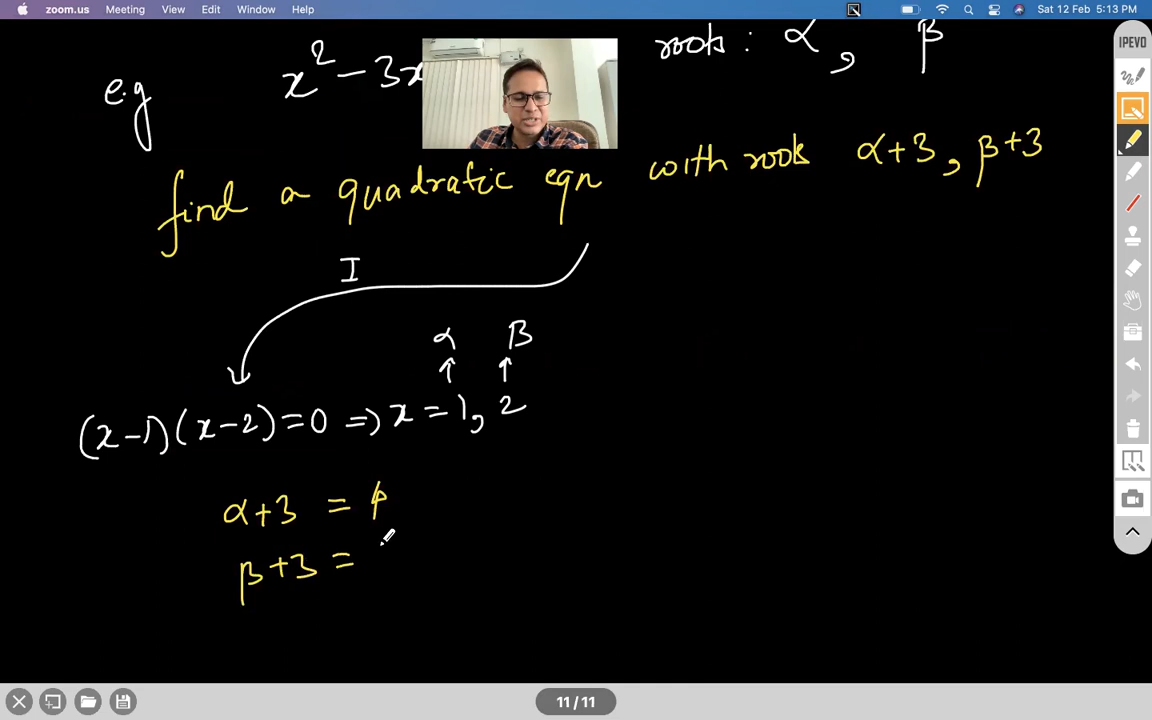 zoom.us Meeting View Edit Window Help Sat 12 Feb 5:13 PM
IPEVO
roots: α, β
e.g x² - 3x
find a quadratic eqn with roots α+3, β+3
I
α β
↑ ↑
(x-1)(x-2)=0 ⇒ x = 1, 2
α+3 =
β+3 =
11/11